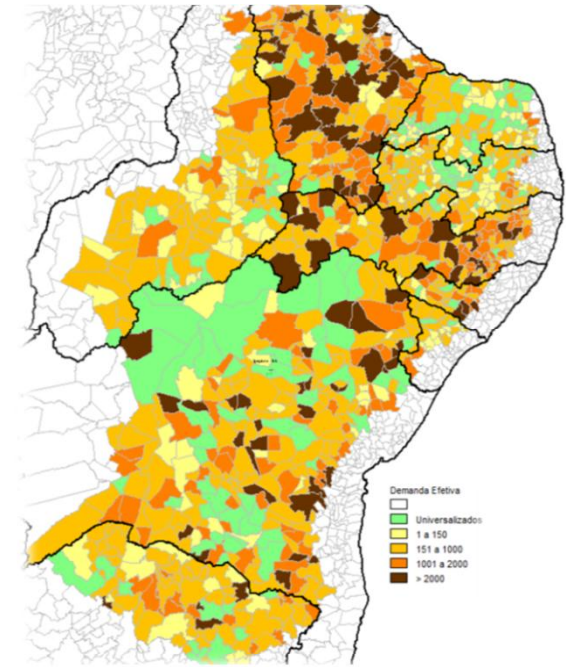 Demanda Efetiva
Universalizados
1 a 150
151 a 1000
1001 a 2000
> 2000